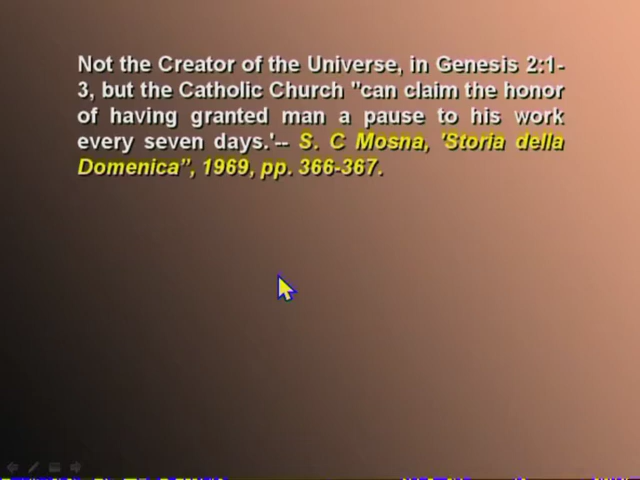 Not the Creator of the Universe, in Genesis 2:1-
3, but the Catholic Church "can claim the honor
of having granted man a pause to his work
every seven days.'-- S. C Mosna, 'Storia della
Domenica”, 1969, pp. 366-367.